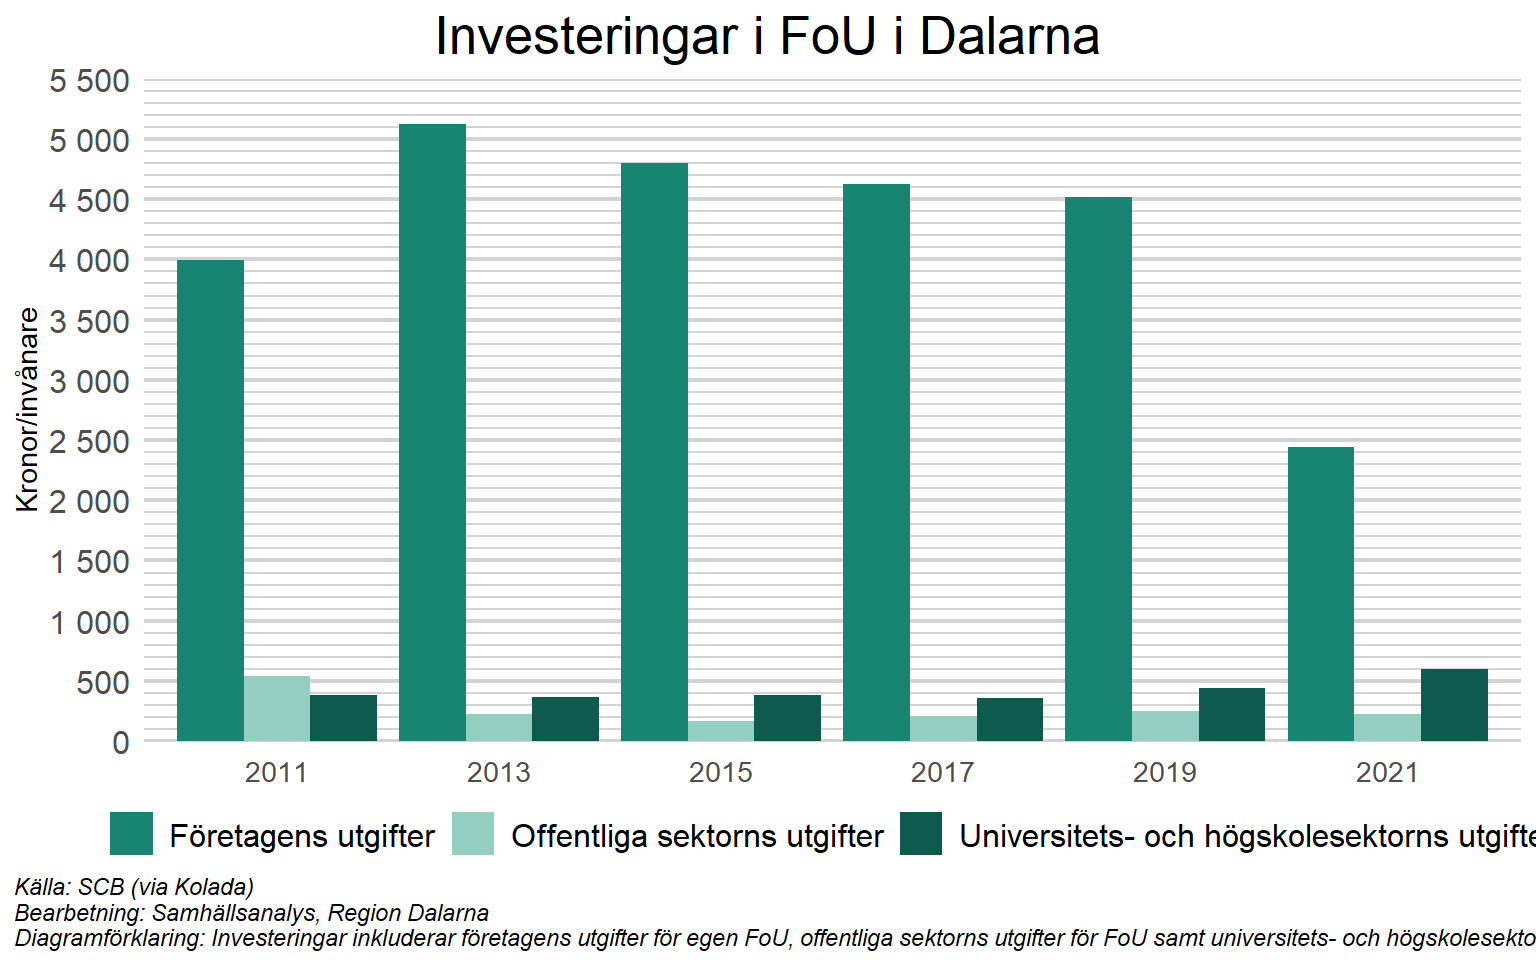 Investeringar i FoU i Dalarna
Kronor/invånare
5 500
5 000
4 500
4 000
3 500
3 000
2 500
2 000
1 500
1 000
500
0
2011 2013 2015 2017 2019 2021
Företagens utgifter Offentliga sektorns utgifter Universitets- och högskolesektorns utgifte
Källa: SCB (via Kolada)
Bearbetning: Samhällsanalys, Region Dalarna
Diagramförklaring: Investeringar inkluderar företagens utgifter för egen FoU, offentliga sektorns utgifter för FoU samt universitets- och högskolesekto